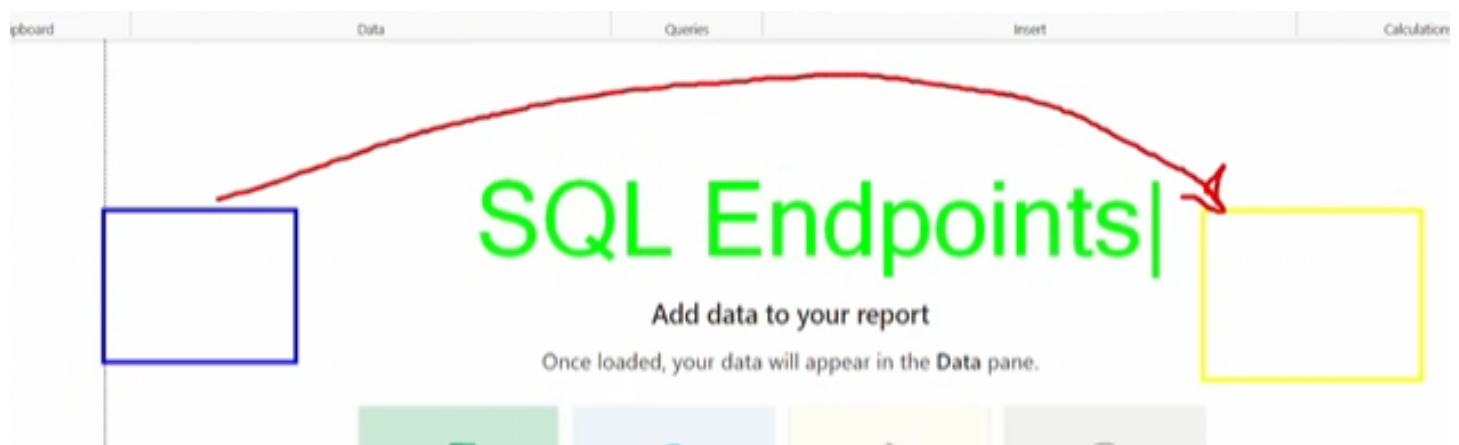 pboard Data Queries Insert Calculations
SQL Endpoints
Add data to your report
Once loaded, your data will appear in the Data pane.